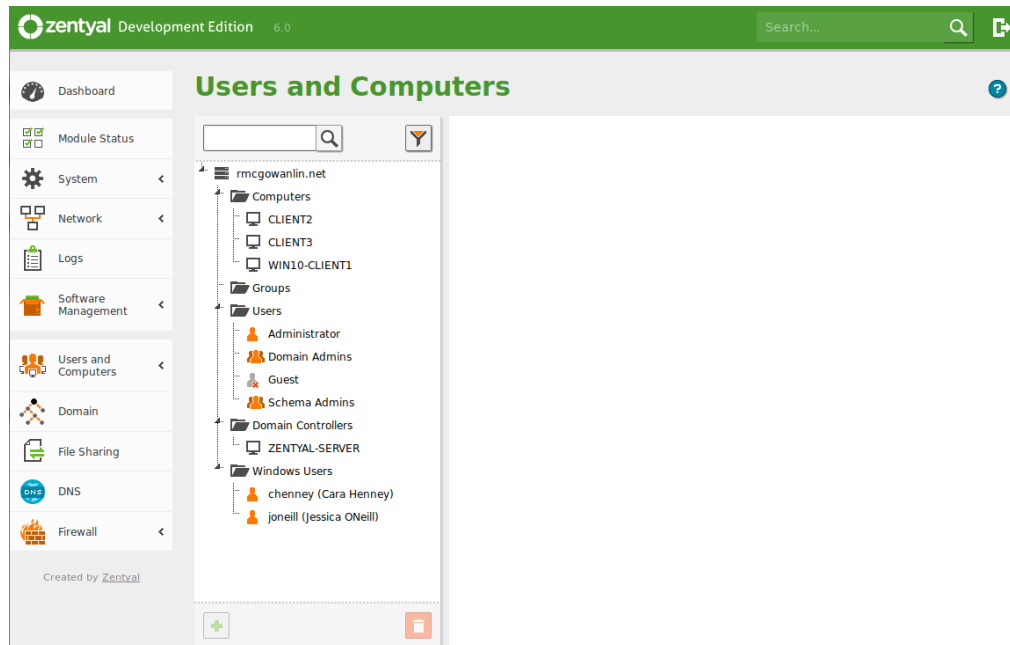 zentyal Development Edition 6.0
Search...
Users and Computers
?
Dashboard
Module Status
System
Network
Logs
Software
Management
Users and
Computers
Domain
File Sharing
DNS
DNS
Firewall
Created by Zentyal
rmcgowanlin.net
Computers
CLIENT2
CLIENT3
WIN10-CLIENT1
Groups
Users
Administrator
Domain Admins
Guest
Schema Admins
Domain Controllers
ZENTYAL-SERVER
Windows Users
chenney (Cara Henney)
joneill (Jessica ONeill)